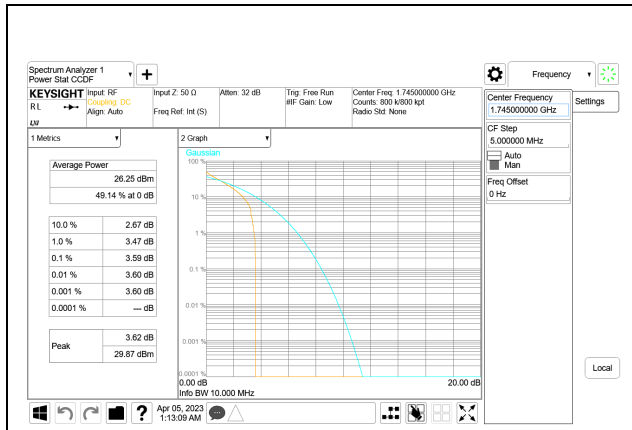 Spectrum Analyzer 1
Power Stat CCDF
Frequency
KEYSIGHT
Input: RF
Input Z: 50 Ω
Atten: 32 dB
Trig: Free Run
Center Freq: 1.745000000 GHz
RL
Coupling: DC
#IF Gain: Low
Counts: 800 k/800 kpt
Align: Auto
Freq Ref: Int (S)
Radio Std: None
LXI
Center Frequency
1.745000000 GHz
Settings
CF Step
5.000000 MHz
Auto
Man
Freq Offset
0 Hz
Local
1 Metrics
Average Power
26.25 dBm
49.14 % at 0 dB
10.0 % 2.67 dB
1.0 % 3.47 dB
0.1 % 3.59 dB
0.01 % 3.60 dB
0.001 % 3.60 dB
0.0001 % --- dB
Peak
3.62 dB
29.87 dBm
2 Graph
Gaussian
100 %
10 %
1 %
0.1 %
0.01 %
0.001 %
0.0001 %
0.00 dB 20.00 dB
Info BW 10.000 MHz
?
Apr 05, 2023
1:13:09 AM